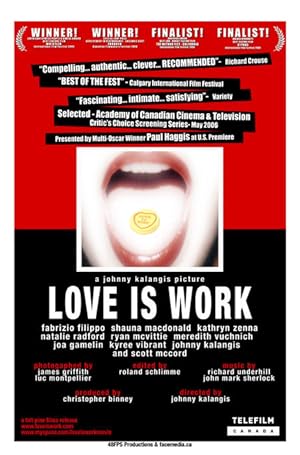 WINNER! WINNER! FINALIST! FINALIST!
"Compelling... authentic... clever... RECOMMENDED"- Richard Crouse
"BEST OF THE FEST" - Calgary International Film Festival
"Fascinating... intimate... satisfying"- Variety
Selected - Academy of Canadian Cinema & Television
Critic's Choice Screening Series- May 2006
Presented by Multi-Oscar Winner Paul Haggis at U.S. Premiere
a johnny kalangis picture
LOVE IS WORK
fabrizio filippo shauna macdonald kathryn zenna
natalie radford ryan mcvittie meredith vuchnich
joa gamelin kyree vibrant johnny kalangis
and scott mccord
photographed by edited by music by
james griffith roland schlimme richard underhill
luc montpellier john mark sherlock
produced by directed by
christopher binney johnny kalangis
TELEFILM
CANADA
48FPS Productions & facemedia.ca